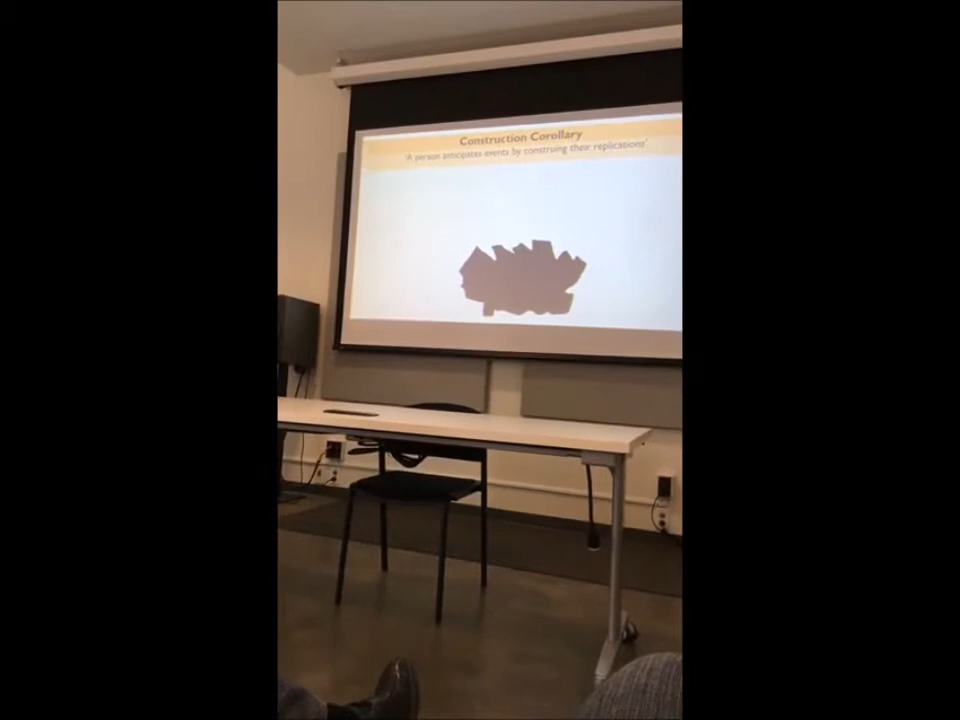 Construction Corollary
'A person anticipates events by construing their replications'